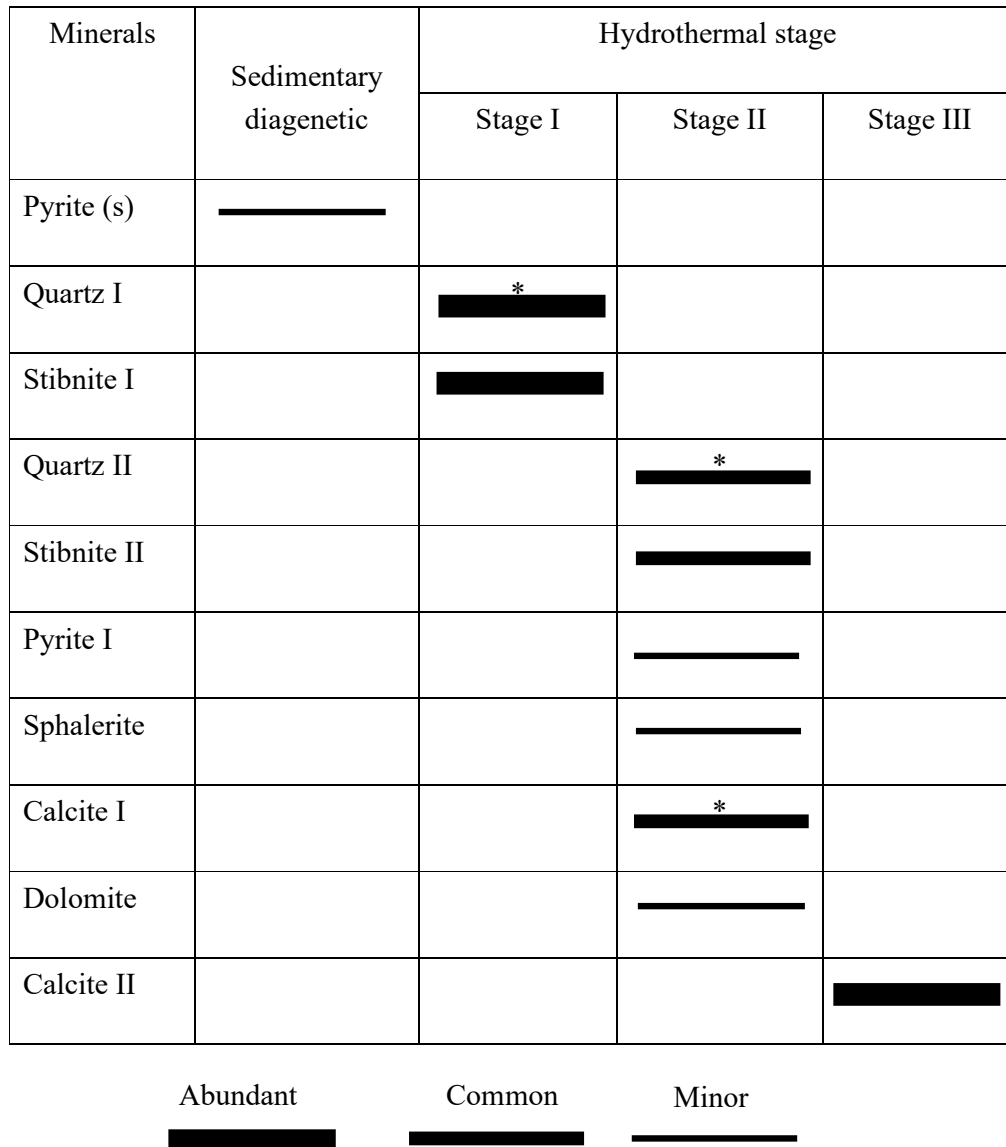 Minerals
Sedimentary
diagenetic
Hydrothermal stage
Stage I
Stage II
Stage III
Pyrite (s)
Quartz I
*
Stibnite I
Quartz II
*
Stibnite II
Pyrite I
Sphalerite
Calcite I
*
Dolomite
Calcite II
Abundant
Common
Minor